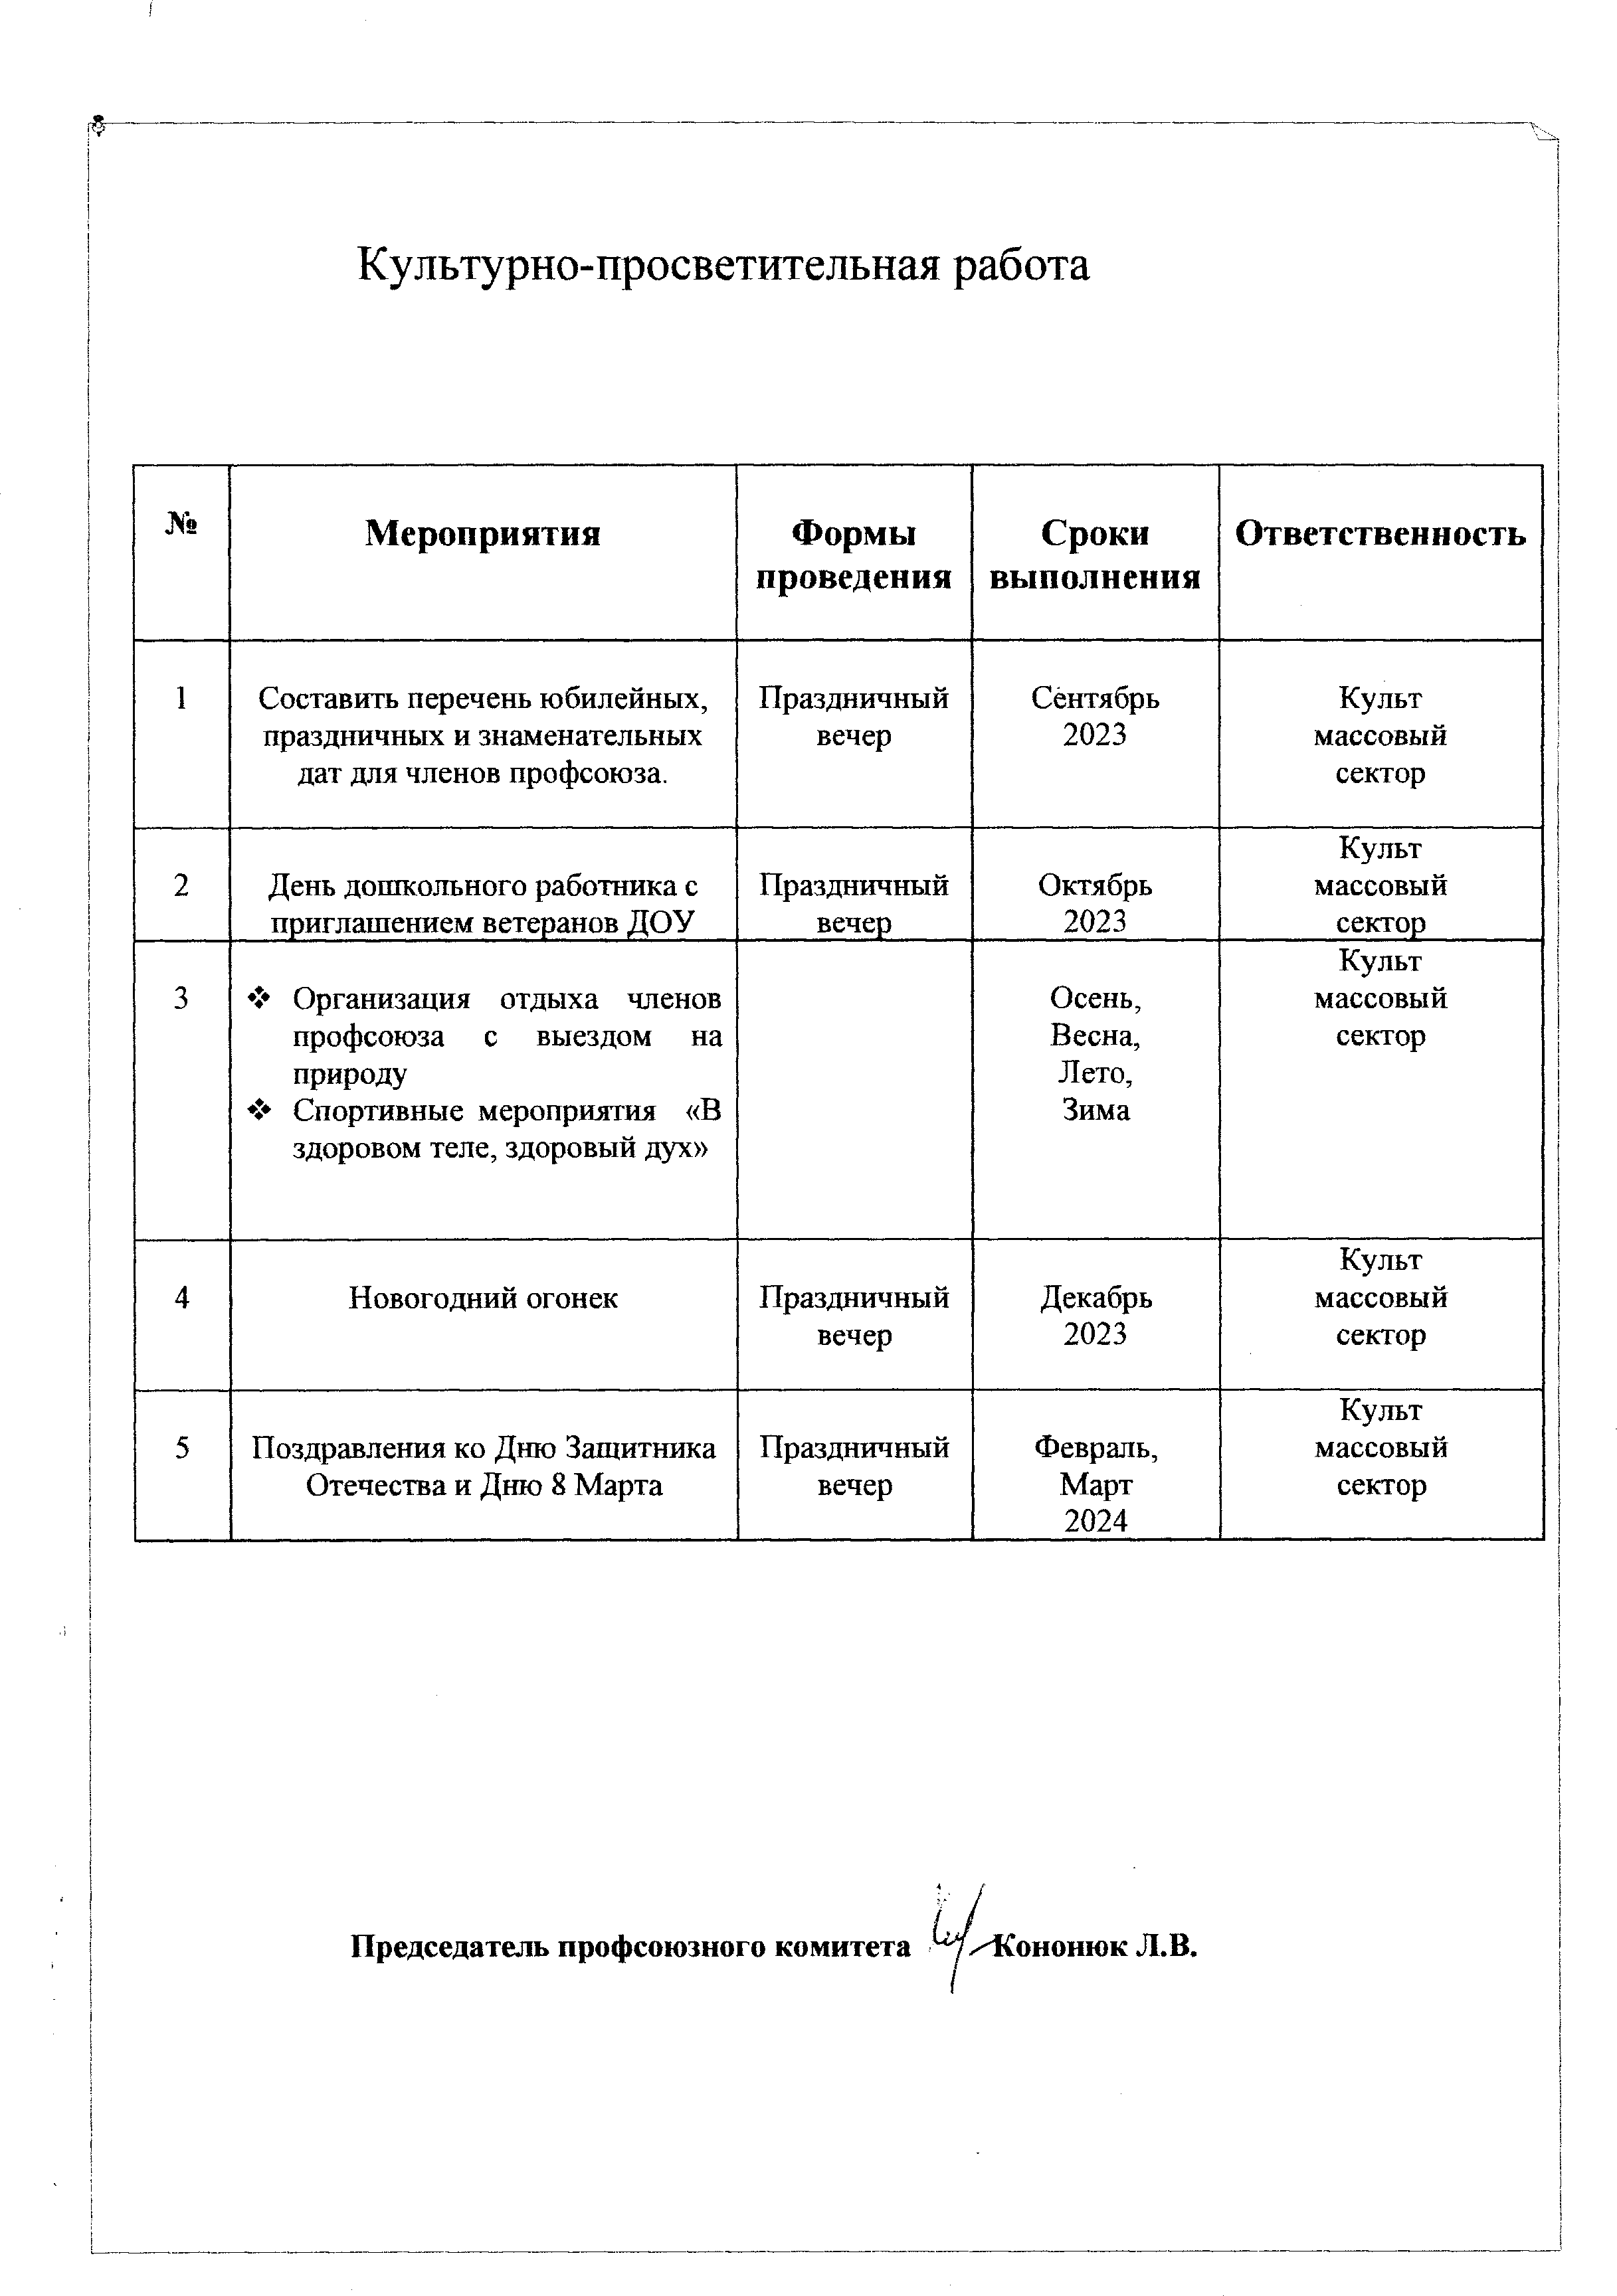 Культурно-просветительная работа
№ Мероприятия Формы проведения Сроки выполнения Ответственность
1
Составить перечень юбилейных,
праздничных и знаменательных
дат для членов профсоюза.
Праздничный
вечер
Сентябрь
2023
Культ
массовый
сектор
2
День дошкольного работника с
приглашением ветеранов ДОУ
Праздничный
вечер
Октябрь
2023
Культ
массовый
сектор
3
❖ Организация отдыха членов
профсоюза с выездом на
природу
❖ Спортивные мероприятия «В
здоровом теле, здоровый дух»
Осень,
Весна,
Лето,
Зима
Культ
массовый
сектор
4
Новогодний огонек
Праздничный
вечер
Декабрь
2023
Культ
массовый
сектор
5
Поздравления ко Дню Защитника
Отечества и Дню 8 Марта
Праздничный
вечер
Февраль,
Март
2024
Культ
массовый
сектор
Председатель профсоюзного комитета Кононюк Л.В.